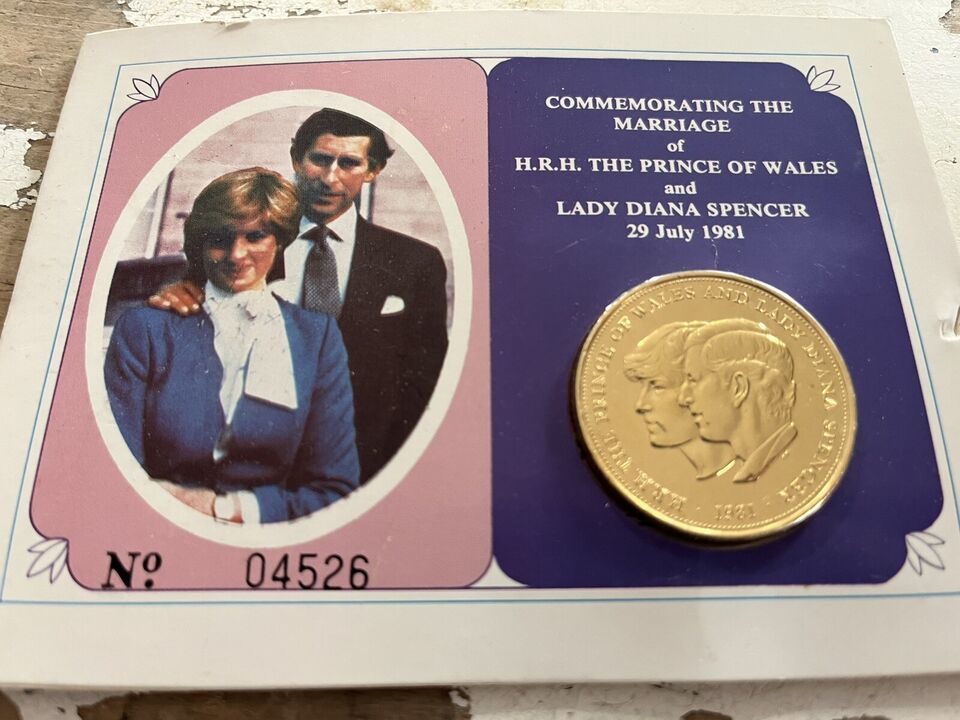 COMMEMORATING THE
MARRIAGE
of
H.R.H. THE PRINCE OF WALES
and
LADY DIANA SPENCER
29 July 1981
H.R.H. THE PRINCE OF WALES AND LADY DIANA SPENCER
· 1981 ·
Nº 04526